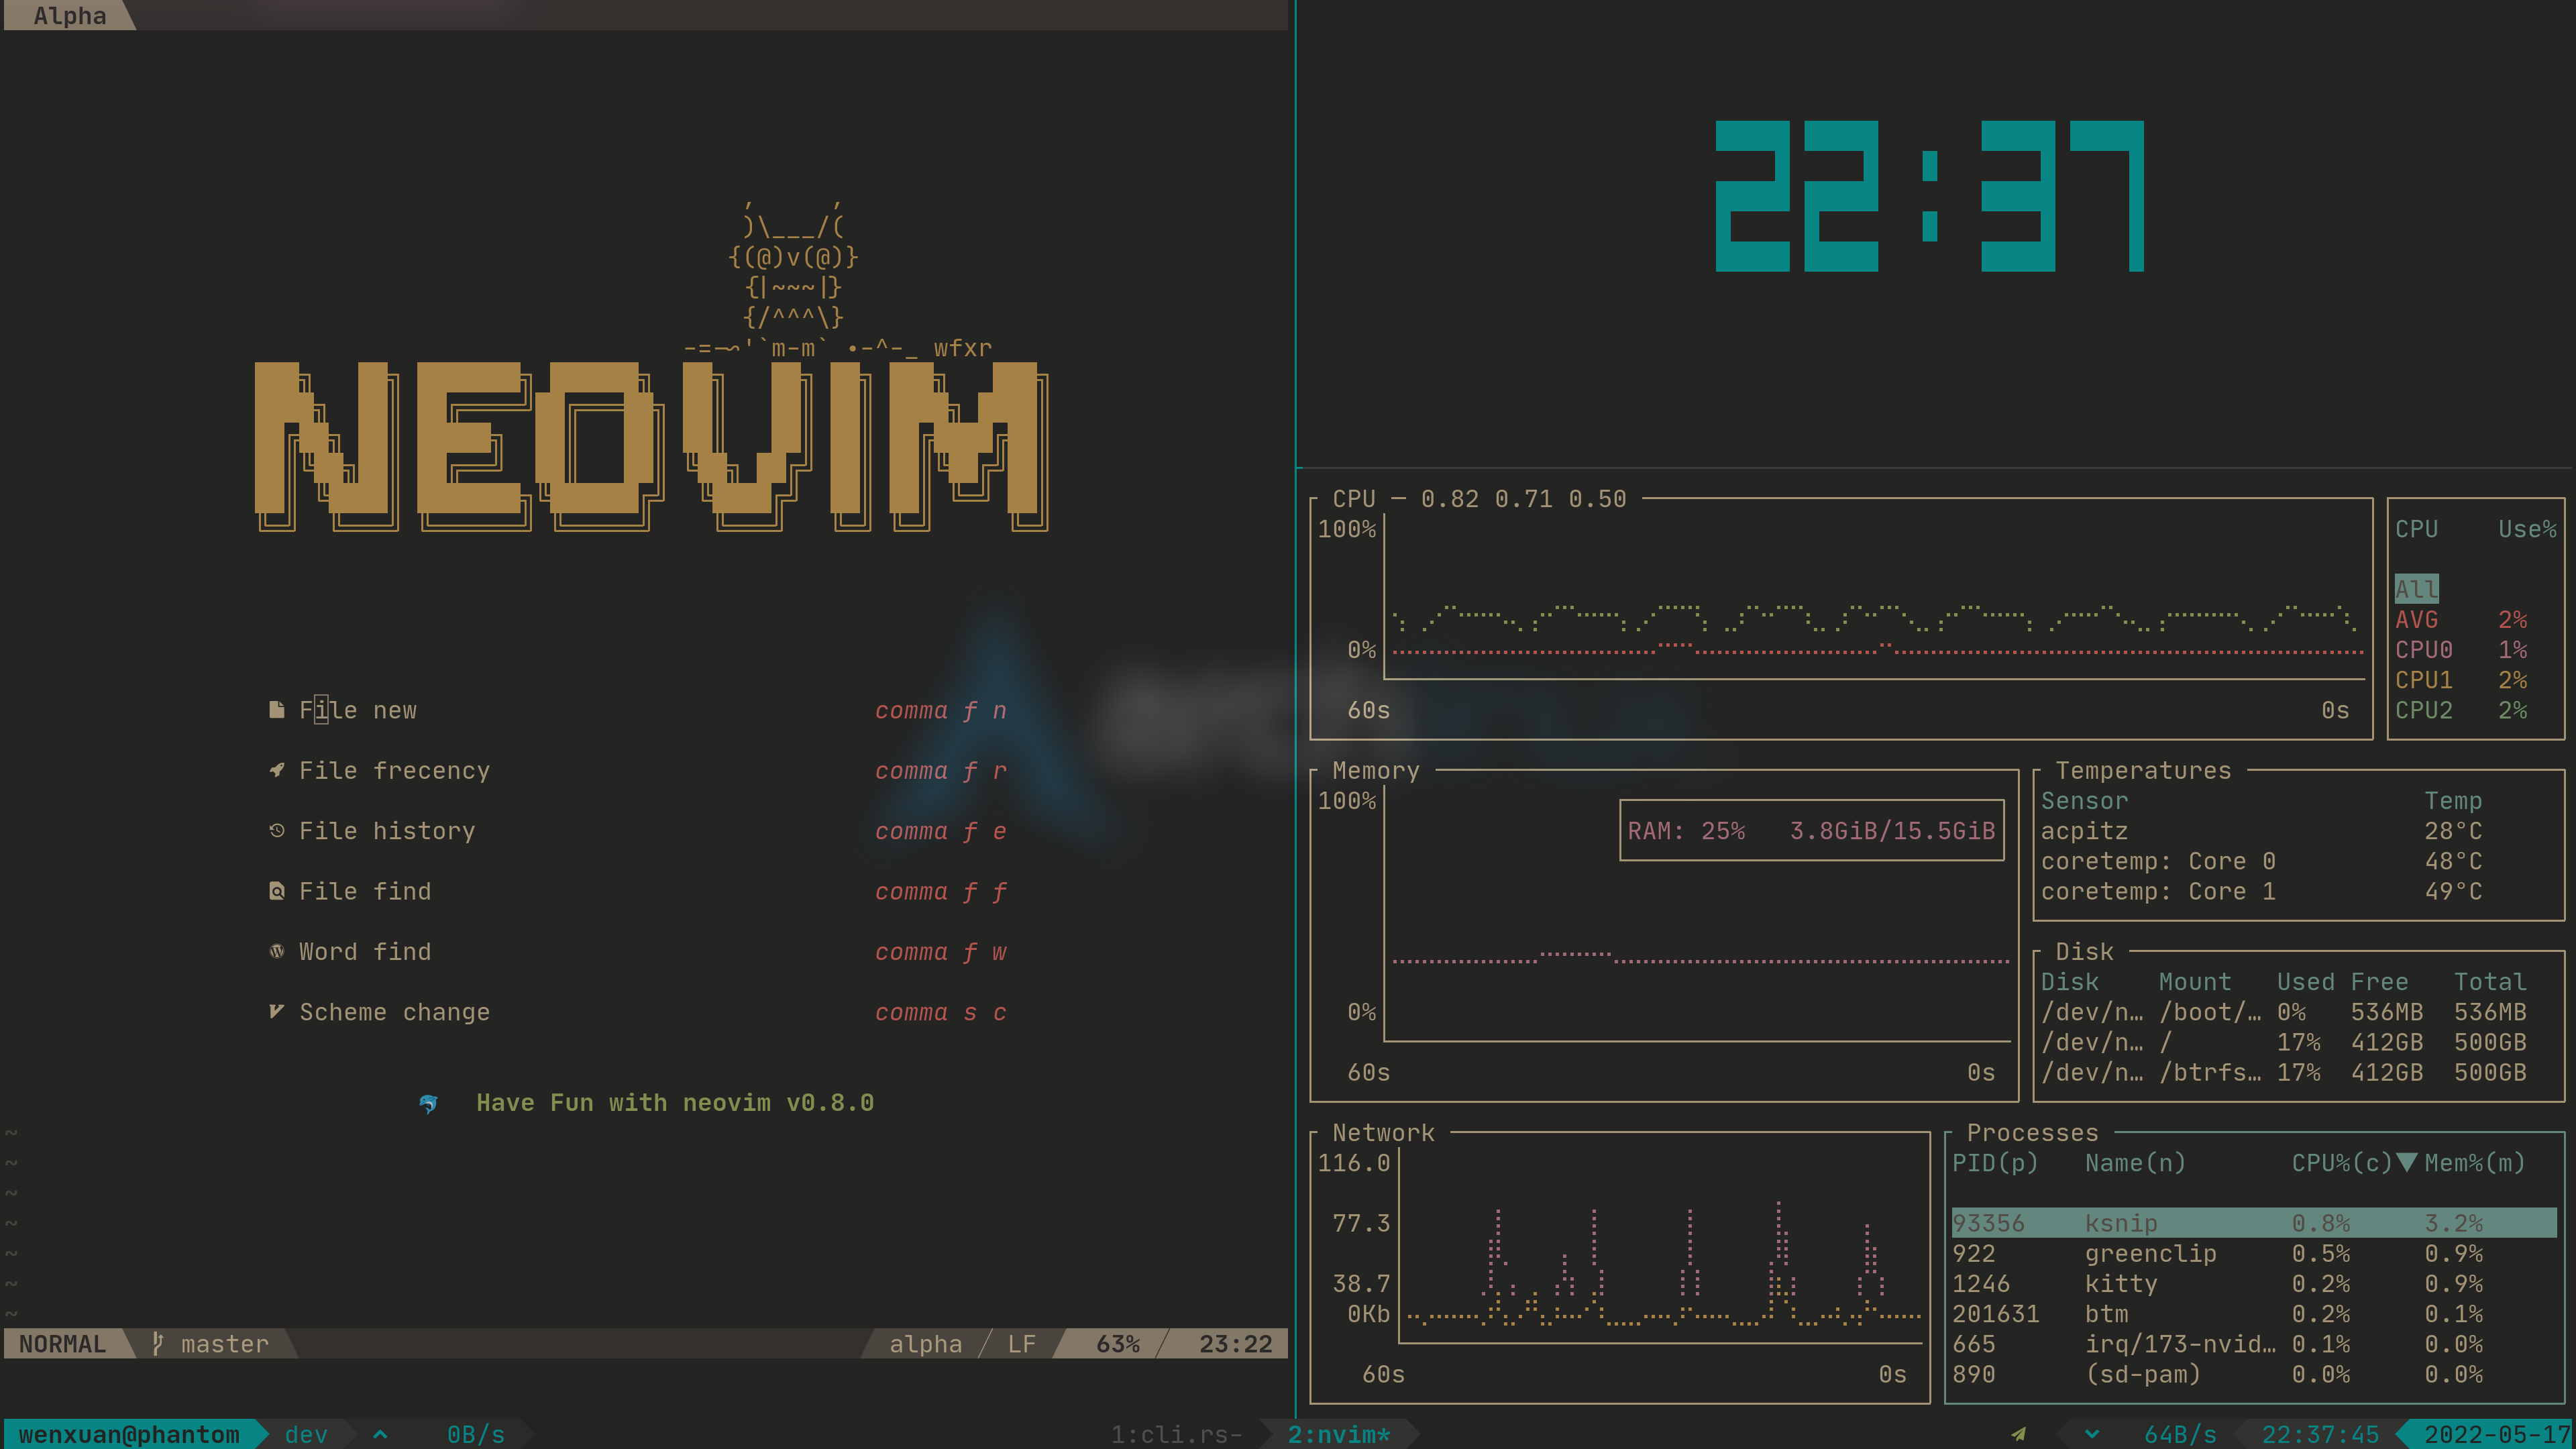 Alpha
,     ,
)\___/(
{(@)v(@)}
{|~~~|}
{/^^^\}
-=-~'`m-m` •-^-_ wfxr
NEOVIM
File new comma f n
File frecency comma f r
File history comma f e
File find comma f f
Word find comma f w
Scheme change comma s c
Have Fun with neovim v0.8.0
~
~
~
~
~
~
~
NORMAL master alpha LF 63% 23:22
22:37
CPU — 0.82 0.71 0.50
100%
0%
60s 0s
CPU Use%
All
AVG 2%
CPU0 1%
CPU1 2%
CPU2 2%
Memory
100%
RAM: 25% 3.8GiB/15.5GiB
0%
60s 0s
Temperatures
Sensor Temp
acpitz 28°C
coretemp: Core 0 48°C
coretemp: Core 1 49°C
Disk
Disk Mount Used Free Total
/dev/n… /boot/… 0% 536MB 536MB
/dev/n… / 17% 412GB 500GB
/dev/n… /btrfs… 17% 412GB 500GB
Network
116.0
77.3
38.7
0Kb
60s 0s
Processes
PID(p) Name(n) CPU%(c)▼ Mem%(m)
93356 ksnip 0.8% 3.2%
922 greenclip 0.5% 0.9%
1246 kitty 0.2% 0.9%
201631 btm 0.2% 0.1%
665 irq/173-nvid… 0.1% 0.0%
890 (sd-pam) 0.0% 0.0%
wenxuan@phantom dev 0B/s 1:cli.rs- 2:nvim* 64B/s 22:37:45 2022-05-17